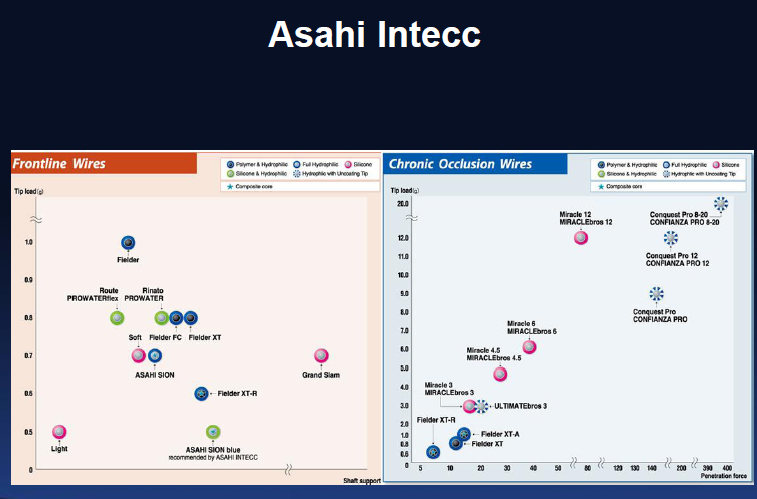 Asahi Intecc
Frontline Wires
Polymer & Hydrophilic Full Hydrophilic Silicone
Silicone & Hydrophilic Hydrophilic with Uncoating Tip
Composite core
Tip load(g)
1.0
Fielder
0.9
Route
PIROWATERflex
Rinato
PROWATER
0.8
Soft Fielder FC Fielder XT
0.7
ASAHI SION
Grand Slam
0.6
Fielder XT-R
0.5
Light
ASAHI SION blue
recommended by ASAHI INTECC
0
Shaft support
Chronic Occlusion Wires
Polymer & Hydrophilic Full Hydrophilic Silicone
Silicone & Hydrophilic Hydrophilic with Uncoating Tip
Composite core
Tip load(g)
20.0
Miracle 12
MIRACLEbros 12
Conquest Pro 8-20
CONFIANZA PRO 8-20
12.0
Conquest Pro 12
CONFIANZA PRO 12
11.0
10.0
9.0
Conquest Pro
CONFIANZA PRO
8.0
7.0
Miracle 6
MIRACLEbros 6
6.0
Miracle 4.5
MIRACLEbros 4.5
5.0
4.0
Miracle 3
MIRACLEbros 3
3.0
ULTIMATEbros 3
Fielder XT-R
2.0
1.0
Fielder XT-A
0.8
Fielder XT
0.6
0
5 10 20 30 40 50 80 120 130 140 200 390 400
Penetration force